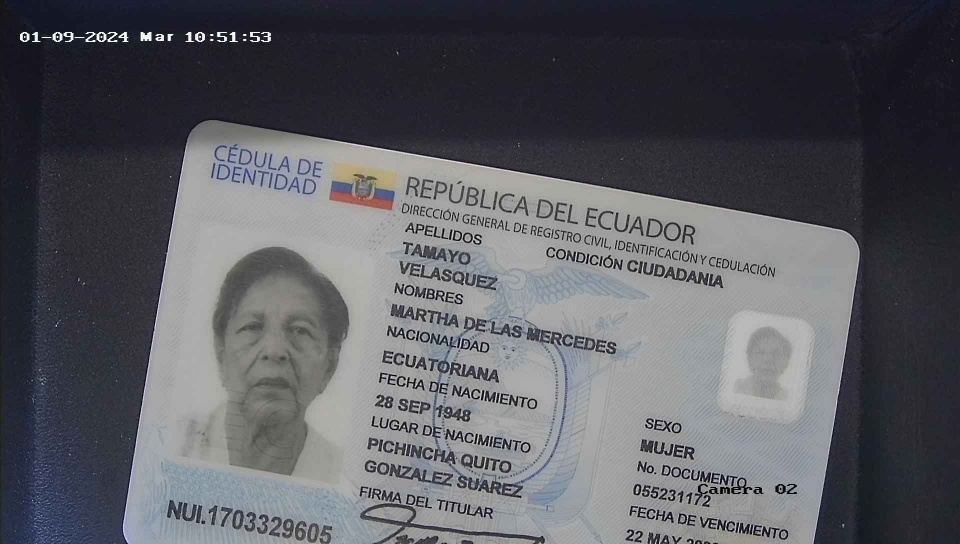 01-09-2024 Mar 10:51:53
CÉDULA DE
IDENTIDAD
REPÚBLICA DEL ECUADOR
DIRECCIÓN GENERAL DE REGISTRO CIVIL, IDENTIFICACIÓN Y CEDULACIÓN
APELLIDOS
CONDICIÓN CIUDADANIA
TAMAYO
VELASQUEZ
NOMBRES
MARTHA DE LAS MERCEDES
NACIONALIDAD
ECUATORIANA
FECHA DE NACIMIENTO
28 SEP 1948
LUGAR DE NACIMIENTO
PICHINCHA QUITO
GONZALEZ SUAREZ
FIRMA DEL TITULAR
SEXO
MUJER
No. DOCUMENTO
055231172
FECHA DE VENCIMIENTO
22 MAY
NUI.1703329605
Camera 02